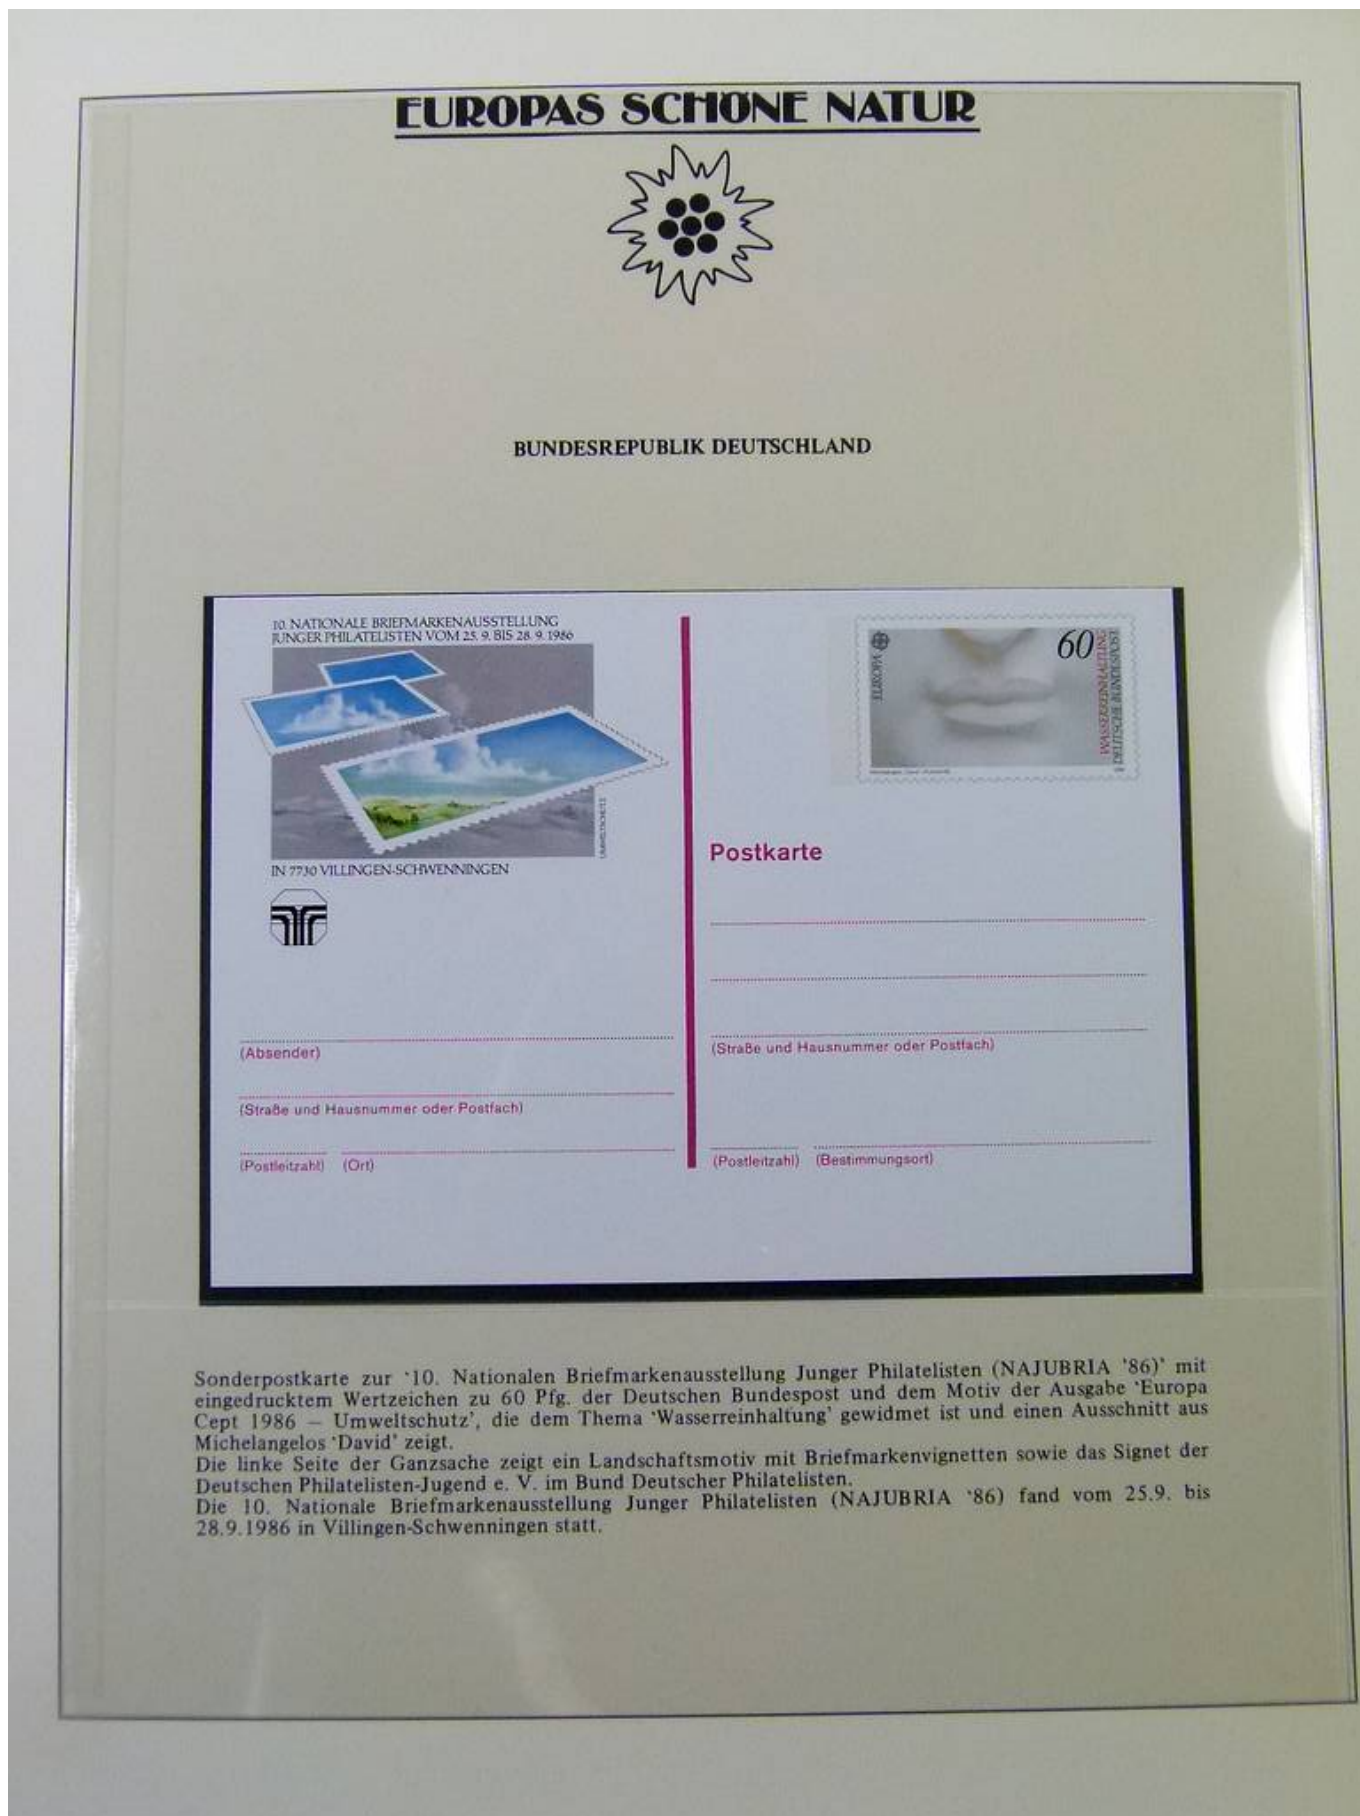 EUROPAS SCHÖNE NATUR
BUNDESREPUBLIK DEUTSCHLAND
10. NATIONALE BRIEFMARKENAUSSTELLUNG
JUNGER PHILATELISTEN VOM 25. 9. BIS 28. 9. 1986
UMWELTSCHUTZ
IN 7730 VILLINGEN-SCHWENNINGEN
(Absender)
(Straße und Hausnummer oder Postfach)
(Postleitzahl) (Ort)
EUROPA
60
WASSERREINHALTUNG
DEUTSCHE BUNDESPOST
Postkarte
(Straße und Hausnummer oder Postfach)
(Postleitzahl) (Bestimmungsort)
Sonderpostkarte zur ‘10. Nationalen Briefmarkenausstellung Junger Philatelisten (NAJUBRIA ’86)’ mit
eingedrucktem Wertzeichen zu 60 Pfg. der Deutschen Bundespost und dem Motiv der Ausgabe ‘Europa
Cept 1986 – Umweltschutz’, die dem Thema ‘Wasserreinhaltung’ gewidmet ist und einen Ausschnitt aus
Michelangelos ‘David’ zeigt.
Die linke Seite der Ganzsache zeigt ein Landschaftsmotiv mit Briefmarkenvignetten sowie das Signet der
Deutschen Philatelisten-Jugend e. V. im Bund Deutscher Philatelisten.
Die 10. Nationale Briefmarkenausstellung Junger Philatelisten (NAJUBRIA ‘86) fand vom 25.9. bis
28.9.1986 in Villingen-Schwenningen statt.